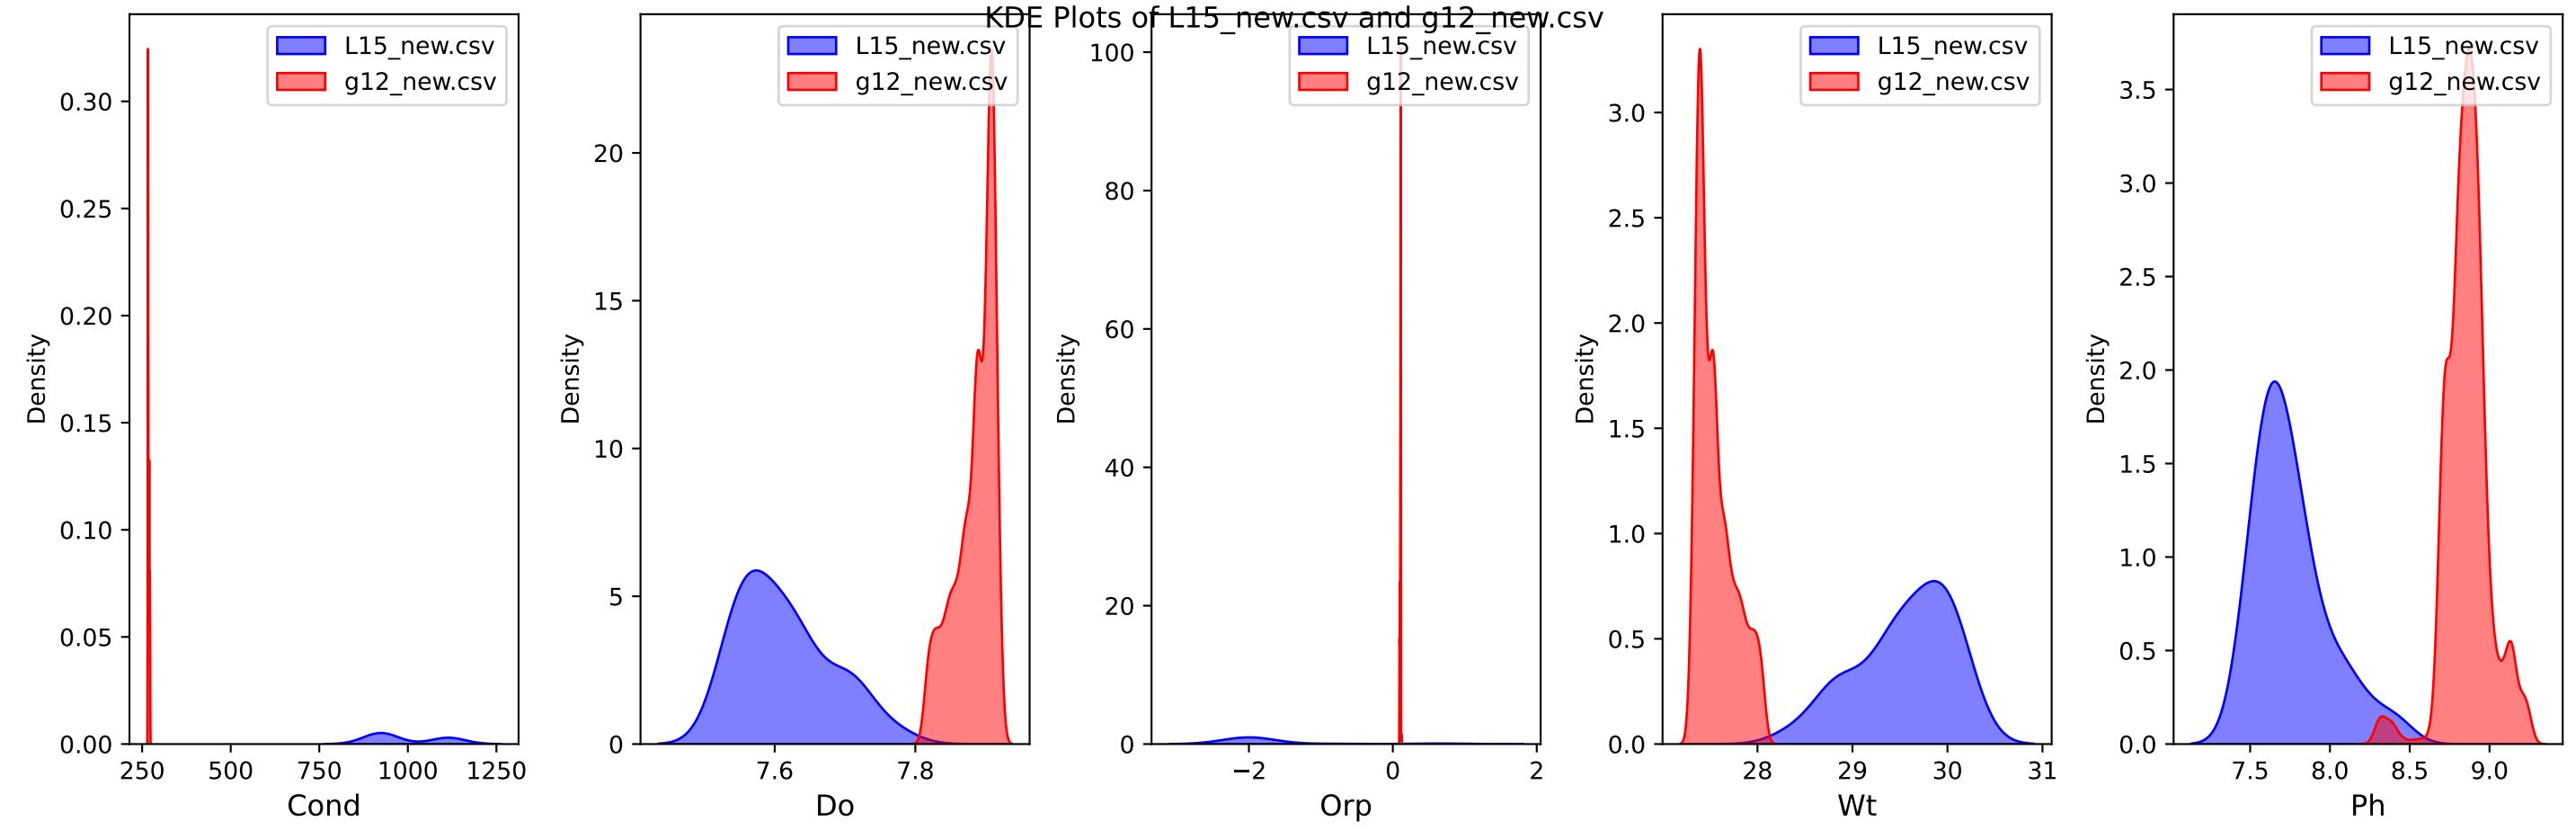 KDE Plots of L15_new.csv and g12_new.csv
L15_new.csv
g12_new.csv
0.30
0.25
0.20
0.15
0.10
0.05
0.00
Density
250 500 750 1000 1250
Cond
L15_new.csv
g12_new.csv
20
15
10
5
0
Density
7.6 7.8
Do
L15_new.csv
g12_new.csv
100
80
60
40
20
0
Density
−2 0 2
Orp
L15_new.csv
g12_new.csv
3.0
2.5
2.0
1.5
1.0
0.5
0.0
Density
28 29 30 31
Wt
L15_new.csv
g12_new.csv
3.5
3.0
2.5
2.0
1.5
1.0
0.5
0.0
Density
7.5 8.0 8.5 9.0
Ph